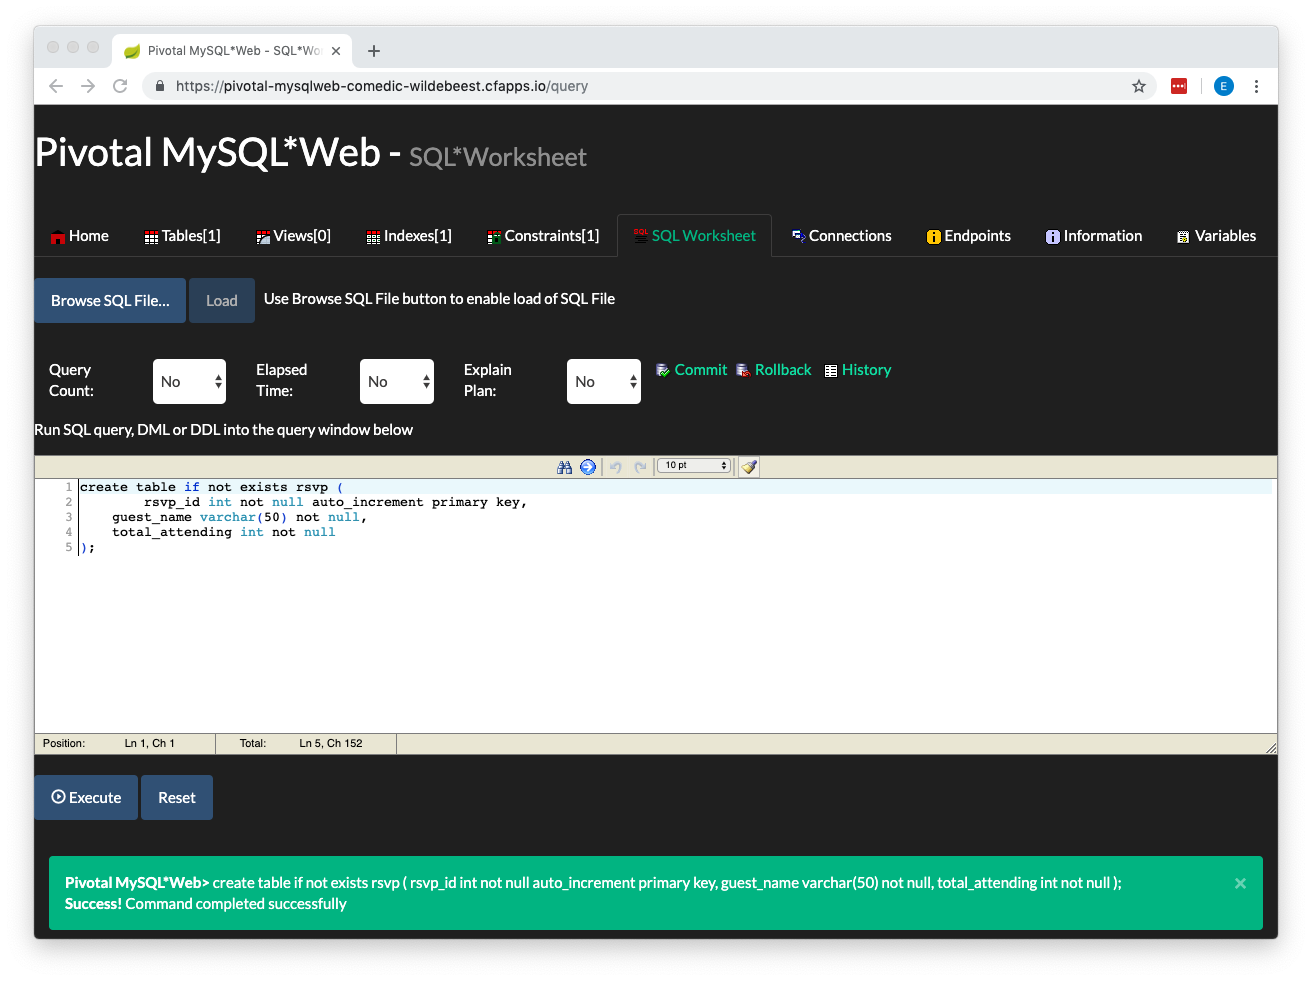 Pivotal MySQL*Web - SQL*Wo
https://pivotal-mysqlweb-comedic-wildebeest.cfapps.io/query
E
Pivotal MySQL*Web - SQL*Worksheet
Home Tables[1] Views[0] Indexes[1] Constraints[1] SQL SQL Worksheet Connections Endpoints Information Variables
Browse SQL File... Load Use Browse SQL File button to enable load of SQL File
Query Count: No Elapsed Time: No Explain Plan: No Commit Rollback History
Run SQL query, DML or DDL into the query window below
10 pt
1 create table if not exists rsvp (
2 rsvp_id int not null auto_increment primary key,
3 guest_name varchar(50) not null,
4 total_attending int not null
5 );
Position: Ln 1, Ch 1 Total: Ln 5, Ch 152
Execute Reset
Pivotal MySQL*Web> create table if not exists rsvp ( rsvp_id int not null auto_increment primary key, guest_name varchar(50) not null, total_attending int not null );
Success! Command completed successfully